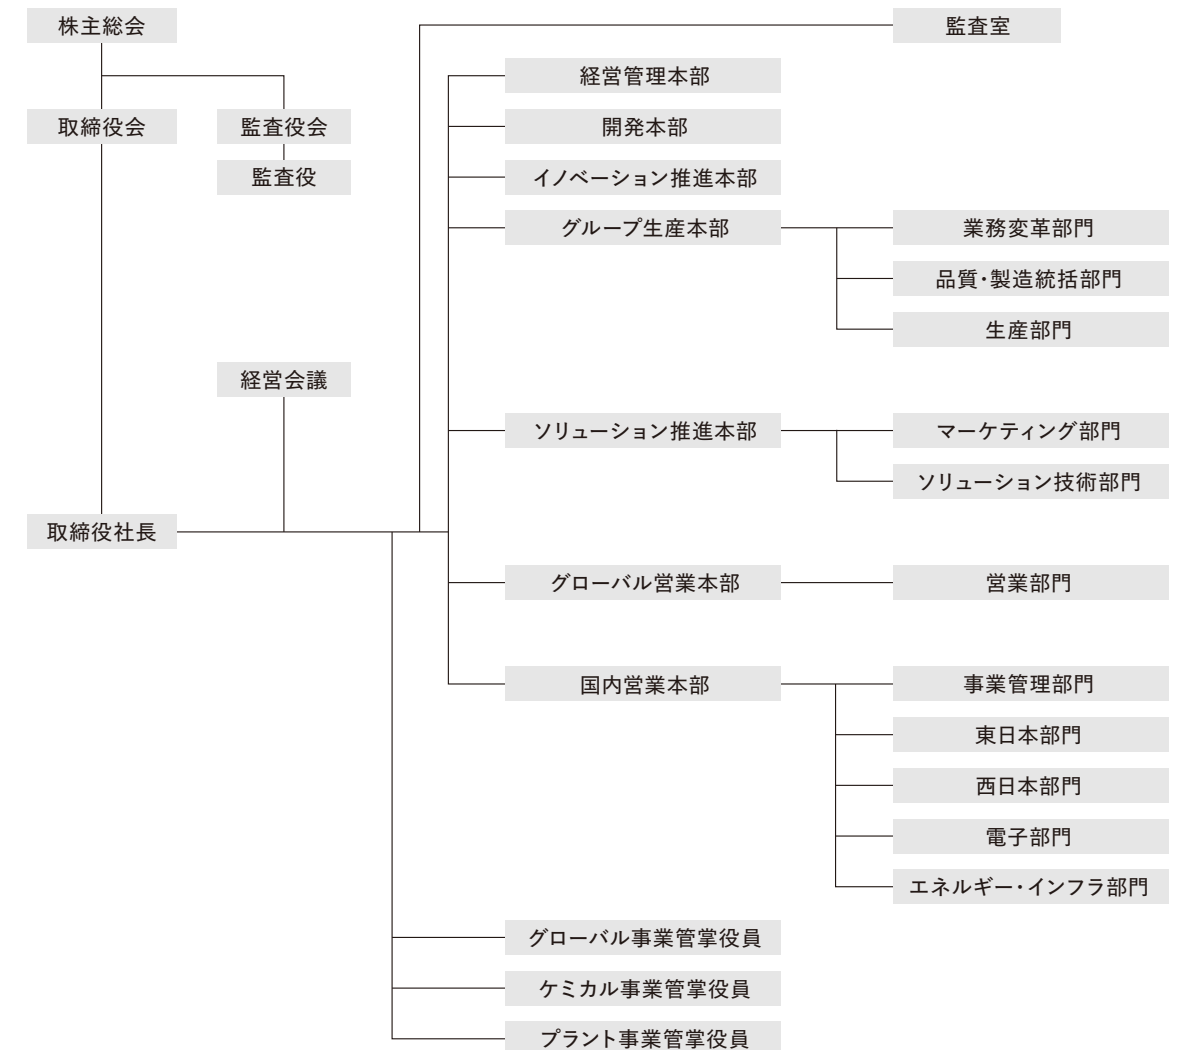 株主総会
監査室
経営管理本部
取締役会
監査役会
開発本部
監査役
イノベーション推進本部
グループ生産本部
業務変革部門
品質・製造統括部門
生産部門
経営会議
ソリューション推進本部
マーケティング部門
ソリューション技術部門
取締役社長
グローバル営業本部
営業部門
国内営業本部
事業管理部門
東日本部門
西日本部門
電子部門
エネルギー・インフラ部門
グローバル事業管掌役員
ケミカル事業管掌役員
プラント事業管掌役員